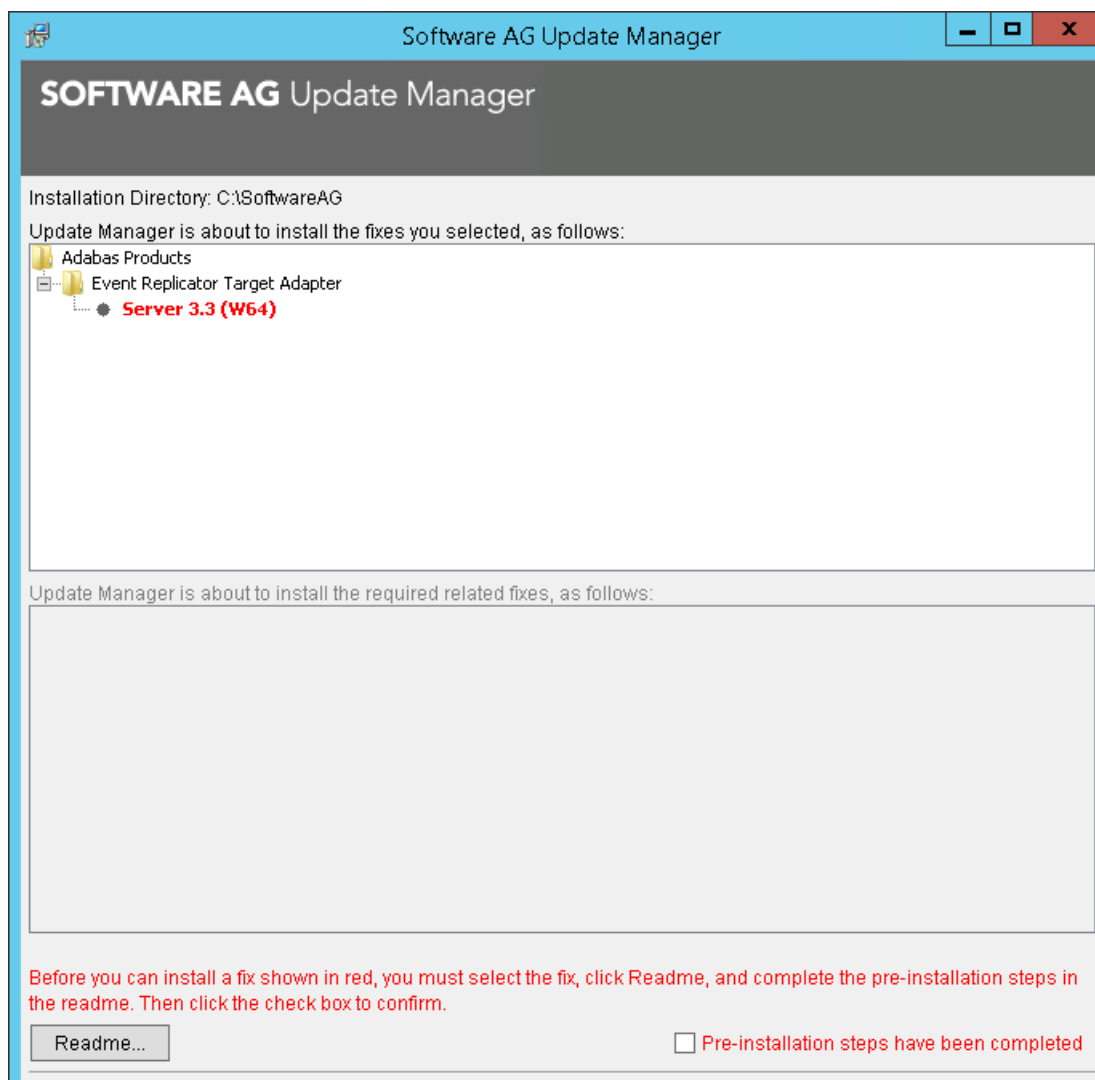 Software AG Update Manager
SOFTWARE AG Update Manager
Installation Directory: C:\SoftwareAG
Update Manager is about to install the fixes you selected, as follows:
Adabas Products
Event Replicator Target Adapter
Server 3.3 (W64)
Update Manager is about to install the required related fixes, as follows:
Before you can install a fix shown in red, you must select the fix, click Readme, and complete the pre-installation steps in
the readme. Then click the check box to confirm.
Readme...
Pre-installation steps have been completed